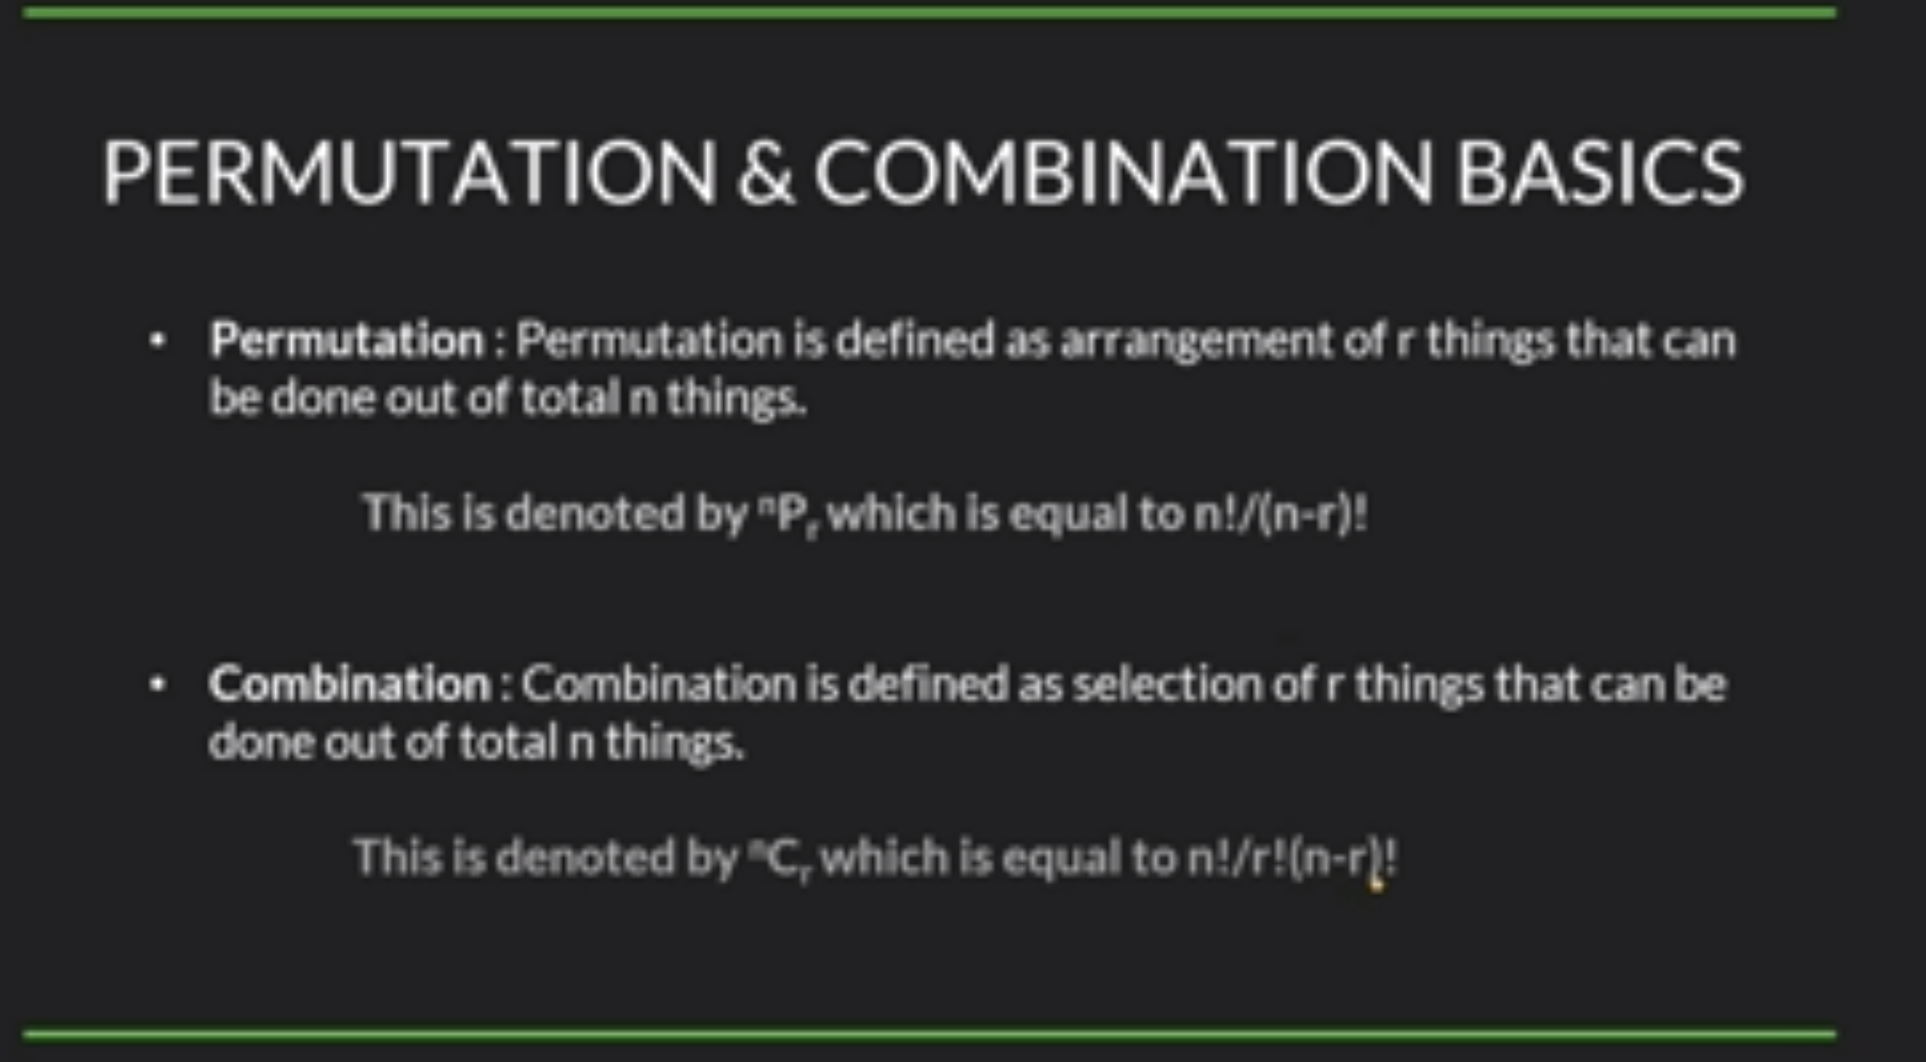 PERMUTATION & COMBINATION BASICS
• Permutation : Permutation is defined as arrangement of r things that can
be done out of total n things.
This is denoted by ⁿPᵣ which is equal to n!/(n-r)!
• Combination : Combination is defined as selection of r things that can be
done out of total n things.
This is denoted by ⁿCᵣ which is equal to n!/r!(n-r)!